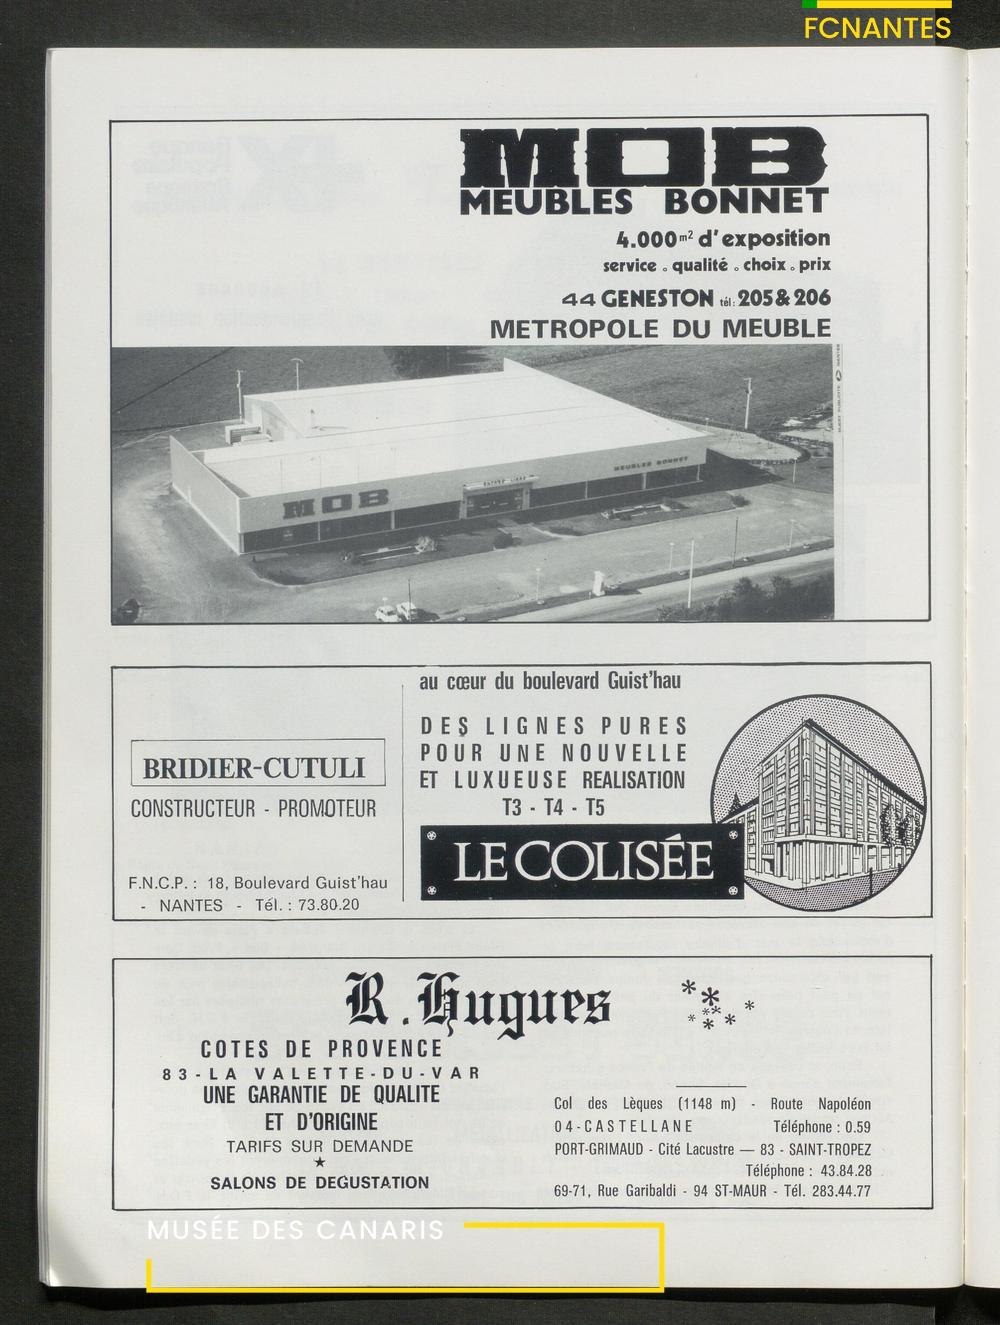 FCNANTES
MOB
MEUBLES BONNET
4.000 m2 d'exposition
service . qualité . choix . prix
44 GENESTON tél: 205 & 206
METROPOLE DU MEUBLE
MOB
ENTREE LIBRE
MEUBLES BONNET
BRIDIER-CUTULI
CONSTRUCTEUR - PROMOTEUR
F.N.C.P. : 18, Boulevard Guist'hau
- NANTES - Tél. : 73.80.20
au cœur du boulevard Guist'hau
DES LIGNES PURES
POUR UNE NOUVELLE
ET LUXUEUSE REALISATION
T3 - T4 - T5
LE COLISÉE
R. Hugues
COTES DE PROVENCE
83-LA VALETTE-DU-VAR
UNE GARANTIE DE QUALITE
ET D'ORIGINE
TARIFS SUR DEMANDE
★
SALONS DE DEGUSTATION
Col des Lèques (1148 m) - Route Napoléon
04-CASTELLANE Téléphone : 0.59
PORT-GRIMAUD - Cité Lacustre — 83 - SAINT-TROPEZ
Téléphone : 43.84.28
69-71, Rue Garibaldi - 94 ST-MAUR - Tél. 283.44.77
MUSÉE DES CANARIS